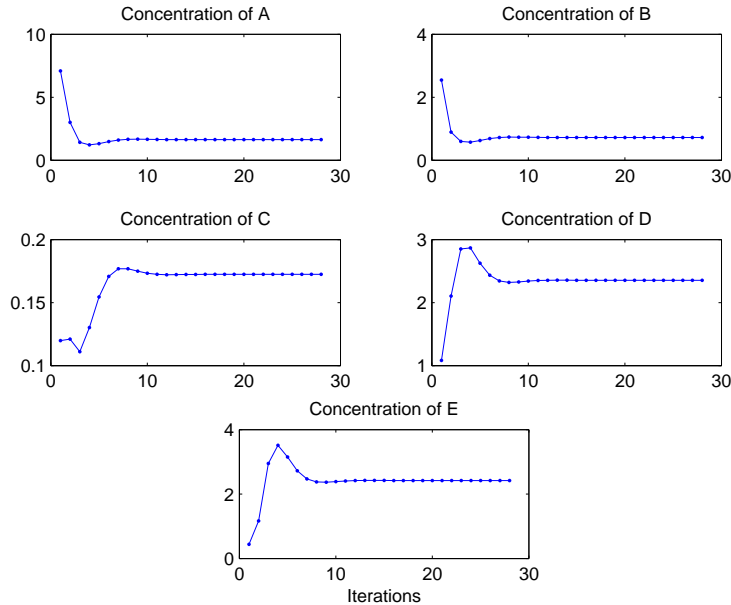 Concentration of A
10
5
0
0 10 20 30
Concentration of B
4
2
0
0 10 20 30
Concentration of C
0.2
0.15
0.1
0 10 20 30
Concentration of D
3
2
1
0 10 20 30
Concentration of E
4
2
0
0 10 20 30
Iterations